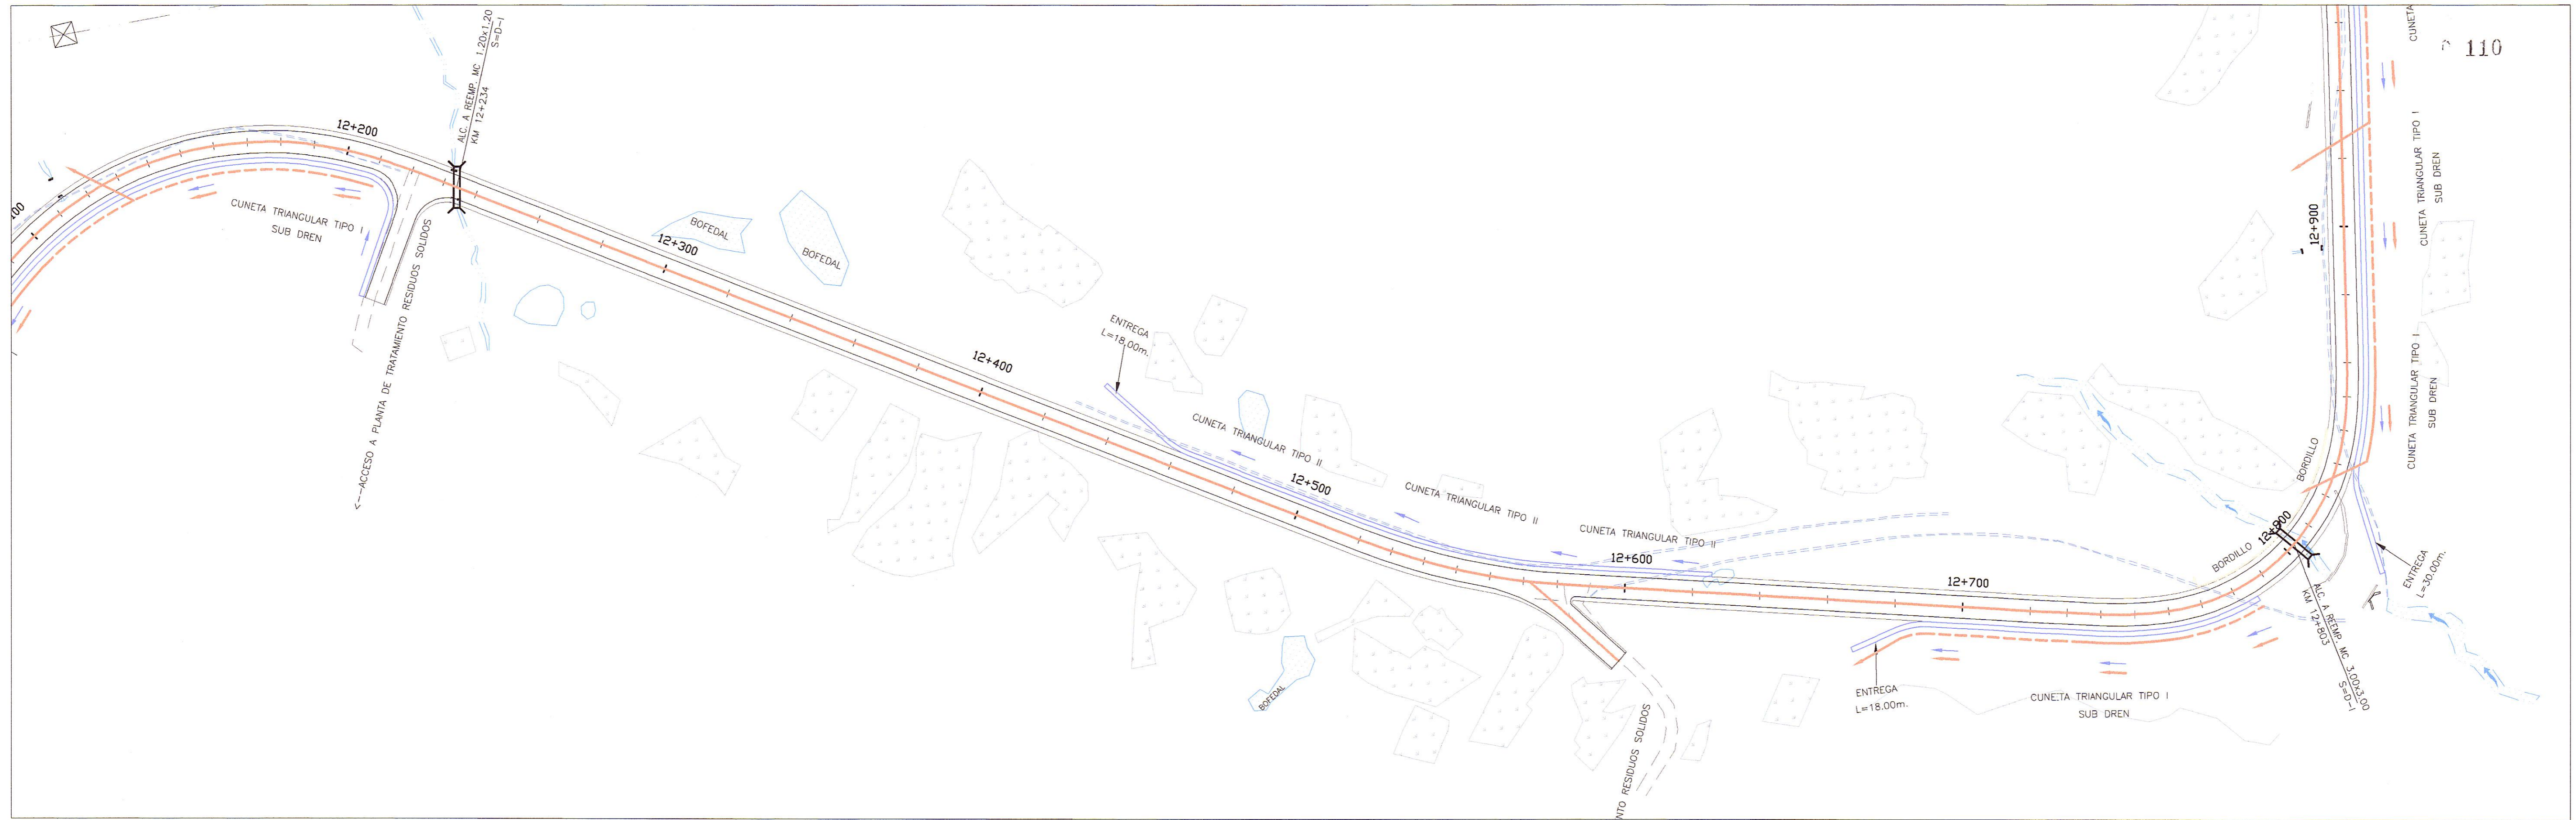 110
ALC. A REEMP. MC 1.20x1.20
KM 12+234 S=D-I
12+200
100
CUNETA TRIANGULAR TIPO I
SUB DREN
<--ACCESO A PLANTA DE TRATAMIENTO RESIDUOS SOLIDOS
BOFEDAL
BOFEDAL
12+300
ENTREGA
L=18.00m.
12+400
CUNETA TRIANGULAR TIPO II
12+500
CUNETA TRIANGULAR TIPO II
CUNETA TRIANGULAR TIPO II
12+600
BOFEDAL
NTO RESIDUOS SOLIDOS
12+700
ENTREGA
L=18.00m.
CUNETA TRIANGULAR TIPO I
SUB DREN
BORDILLO
12+800
BORDILLO
ALC. A REEMP. MC 3.00x3.00
KM 12+803 S=D-I
ENTREGA
L=30.00m.
12+900
CUNETA TRIANGULAR TIPO I
SUB DREN
CUNETA TRIANGULAR TIPO I
SUB DREN
CUNETA